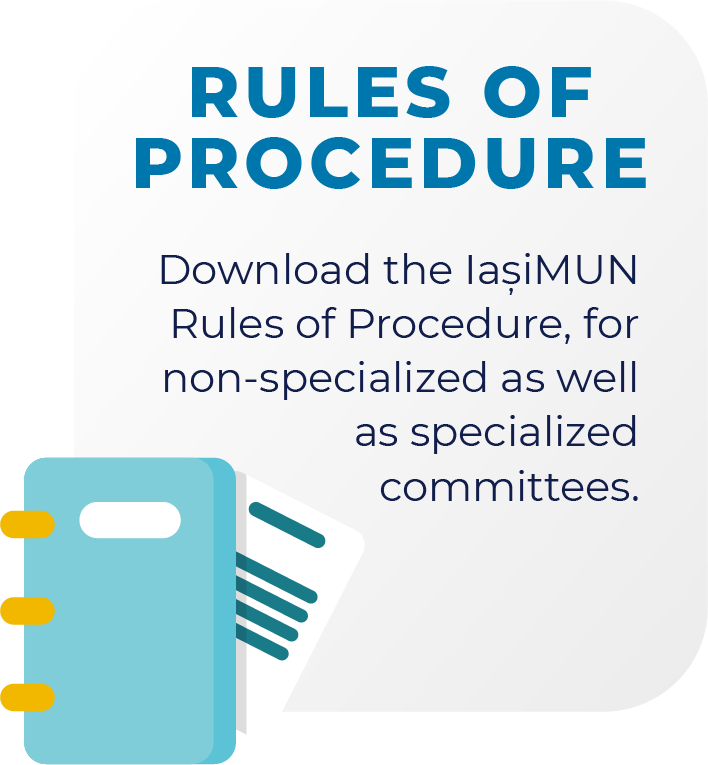 RULES OF
PROCEDURE
Download the IașiMUN
Rules of Procedure, for
non-specialized as well
as specialized
committees.